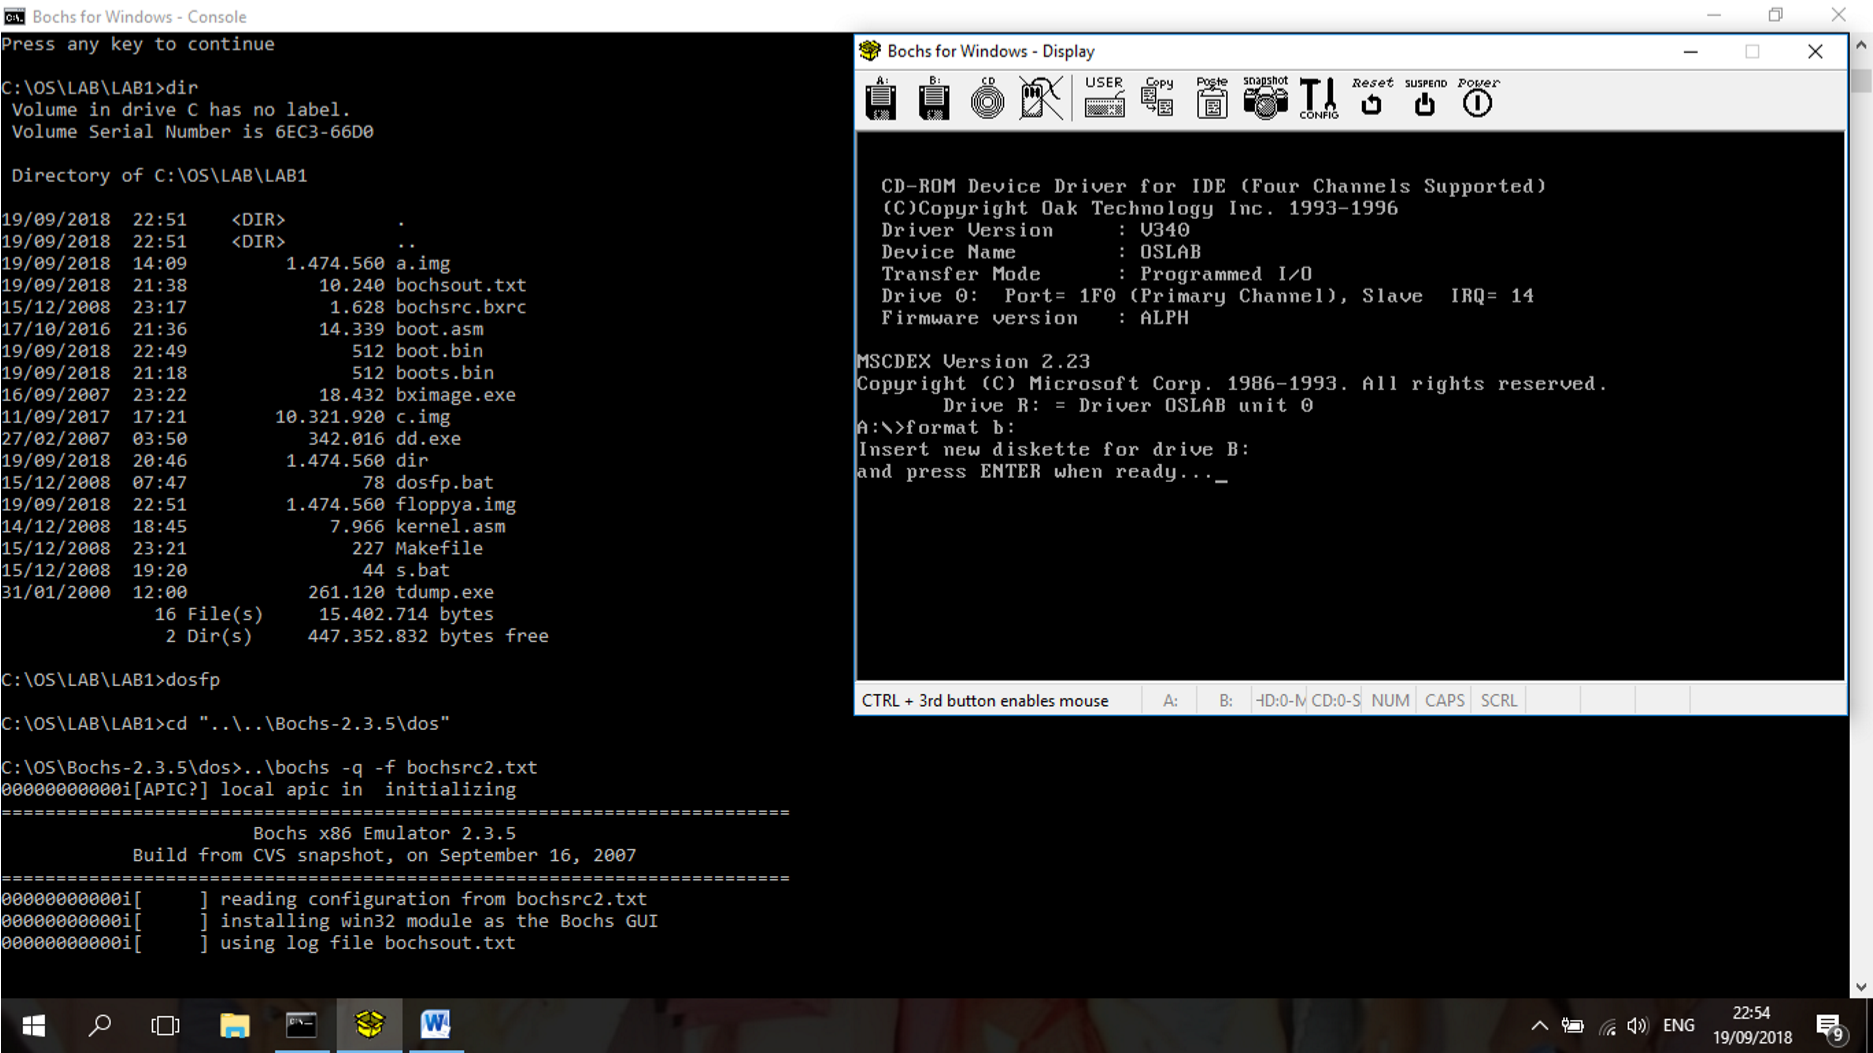 Bochs for Windows - Console
Press any key to continue
C:\OS\LAB\LAB1>dir
Volume in drive C has no label.
Volume Serial Number is 6EC3-66D0
Directory of C:\OS\LAB\LAB1
19/09/2018 22:51 <DIR> .
19/09/2018 22:51 <DIR> ..
19/09/2018 14:09 1.474.560 a.img
19/09/2018 21:38 10.240 bochsout.txt
15/12/2008 23:17 1.628 bochsrc.bxrc
17/10/2016 21:36 14.339 boot.asm
19/09/2018 22:49 512 boot.bin
19/09/2018 21:18 512 boots.bin
16/09/2007 23:22 18.432 bximage.exe
11/09/2017 17:21 10.321.920 c.img
27/02/2007 03:50 342.016 dd.exe
19/09/2018 20:46 1.474.560 dir
15/12/2008 07:47 78 dosfp.bat
19/09/2018 22:51 1.474.560 floppya.img
14/12/2008 18:45 7.966 kernel.asm
15/12/2008 23:21 227 Makefile
15/12/2008 19:20 44 s.bat
31/01/2000 12:00 261.120 tdump.exe
16 File(s) 15.402.714 bytes
2 Dir(s) 447.352.832 bytes free
C:\OS\LAB\LAB1>dosfp
C:\OS\LAB\LAB1>cd "..\..\Bochs-2.3.5\dos"
C:\OS\Bochs-2.3.5\dos>..\bochs -q -f bochsrc2.txt
00000000000i[APIC?] local apic in initializing
========================================================================
Bochs x86 Emulator 2.3.5
Build from CVS snapshot, on September 16, 2007
========================================================================
00000000000i[ ] reading configuration from bochsrc2.txt
00000000000i[ ] installing win32 module as the Bochs GUI
00000000000i[ ] using log file bochsout.txt
Bochs for Windows - Display
A: B: CD USER Copy Paste snapshot CONFIG Reset SUSPEND Power
CD-ROM Device Driver for IDE (Four Channels Supported)
(C)Copyright Oak Technology Inc. 1993-1996
Driver Version : V340
Device Name : OSLAB
Transfer Mode : Programmed I/O
Drive 0: Port= 1F0 (Primary Channel), Slave IRQ= 14
Firmware version : ALPH
MSCDEX Version 2.23
Copyright (C) Microsoft Corp. 1986-1993. All rights reserved.
Drive R: = Driver OSLAB unit 0
A:\>format b:
Insert new diskette for drive B:
and press ENTER when ready..._
CTRL + 3rd button enables mouse A: B: HD:0-M CD:0-S NUM CAPS SCRL
ENG
22:54
19/09/2018
9